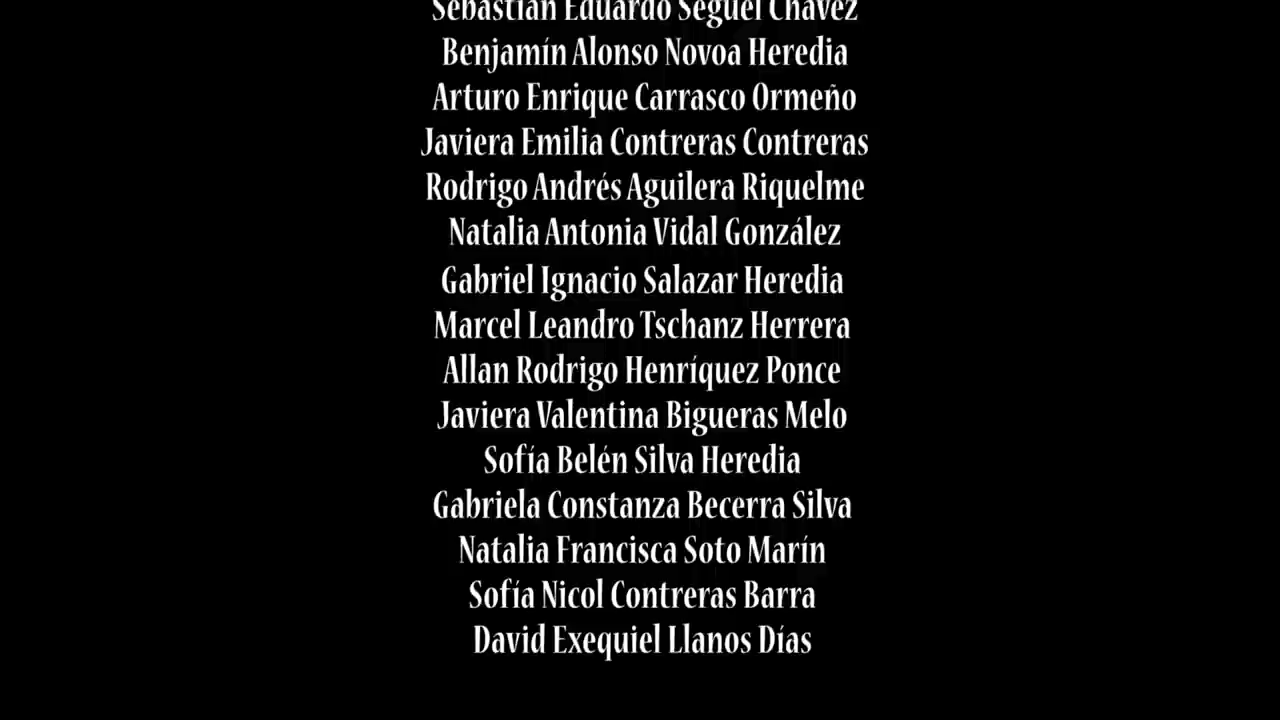 Sebastián Eduardo Seguel Chávez
Benjamín Alonso Novoa Heredia
Arturo Enrique Carrasco Ormeño
Javiera Emilia Contreras Contreras
Rodrigo Andrés Aguilera Riquelme
Natalia Antonia Vidal González
Gabriel Ignacio Salazar Heredia
Marcel Leandro Tschanz Herrera
Allan Rodrigo Henríquez Ponce
Javiera Valentina Bigueras Melo
Sofía Belén Silva Heredia
Gabriela Constanza Becerra Silva
Natalia Francisca Soto Marín
Sofía Nicol Contreras Barra
David Exequiel Llanos Días